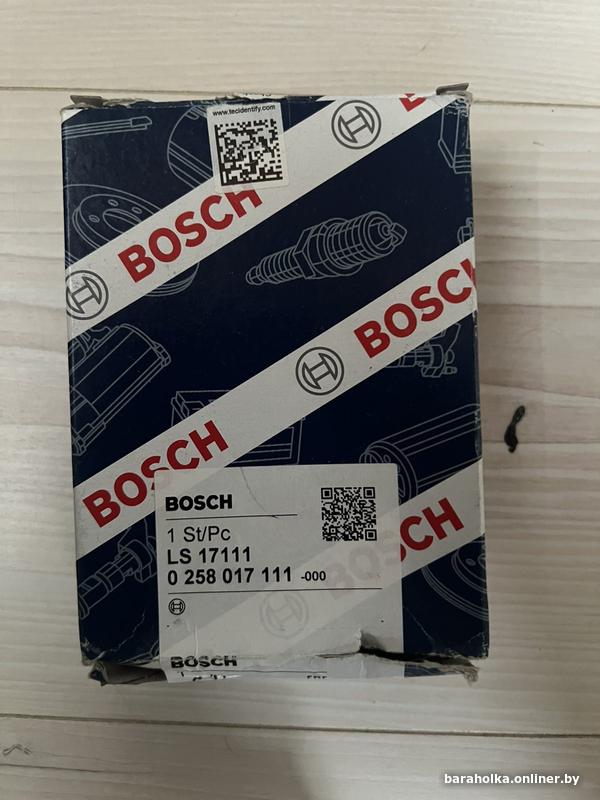 www.tecidentify.com
BOSCH
BOSCH
BOSCH
BOSCH
BOSCH
1 St/Pc
LS 17111
0 258 017 111 -000
BOSCH
baraholka.onliner.by